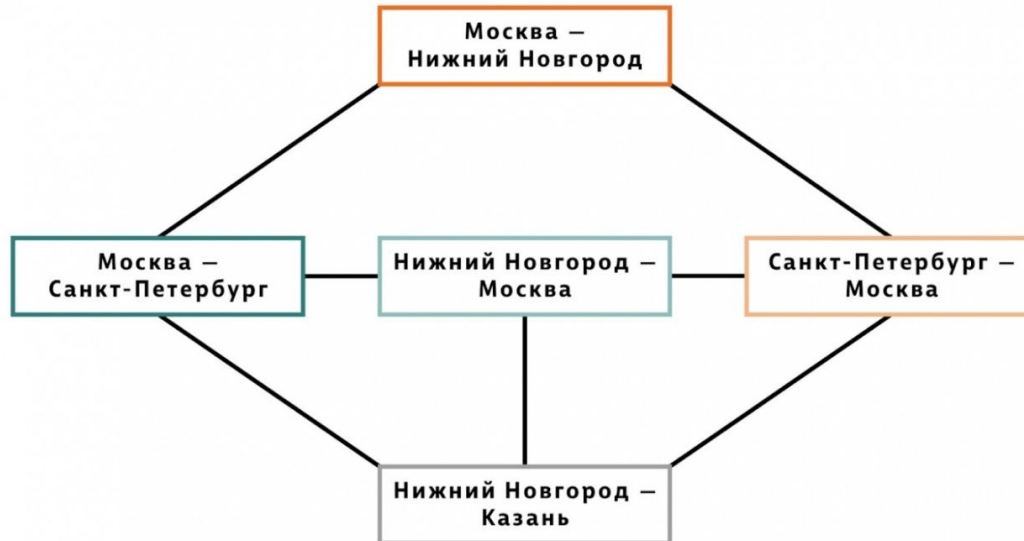 Москва –
Нижний Новгород
Москва –
Санкт-Петербург
Нижний Новгород –
Москва
Санкт-Петербург –
Москва
Нижний Новгород –
Казань